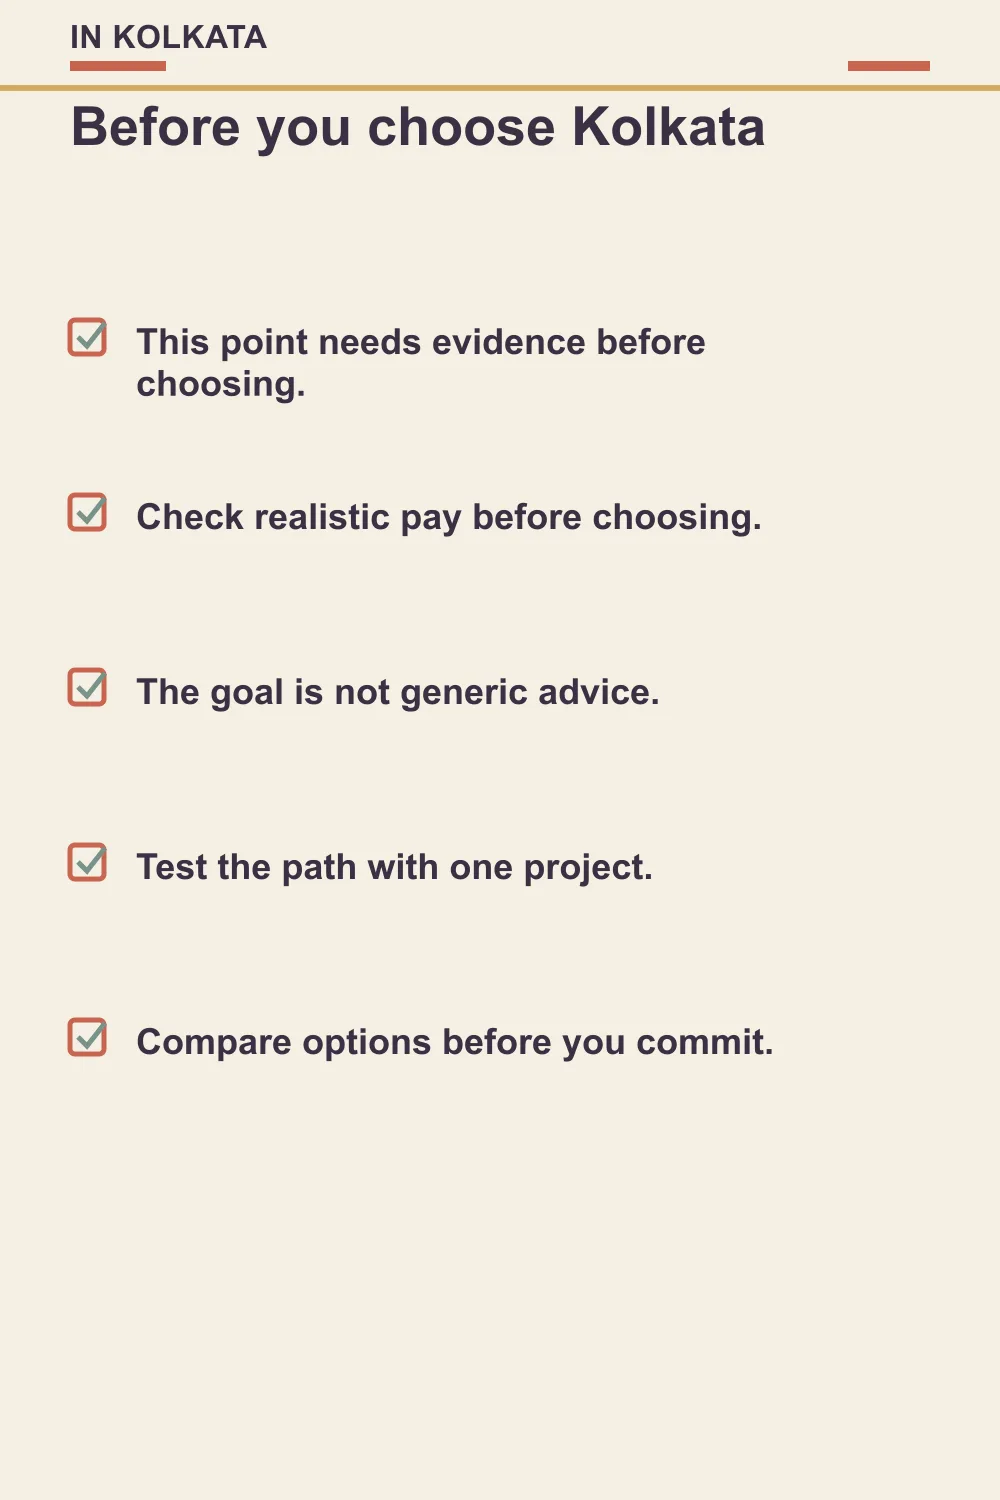 IN KOLKATA
Before you choose Kolkata
This point needs evidence before
choosing.
Check realistic pay before choosing.
The goal is not generic advice.
Test the path with one project.
Compare options before you commit.